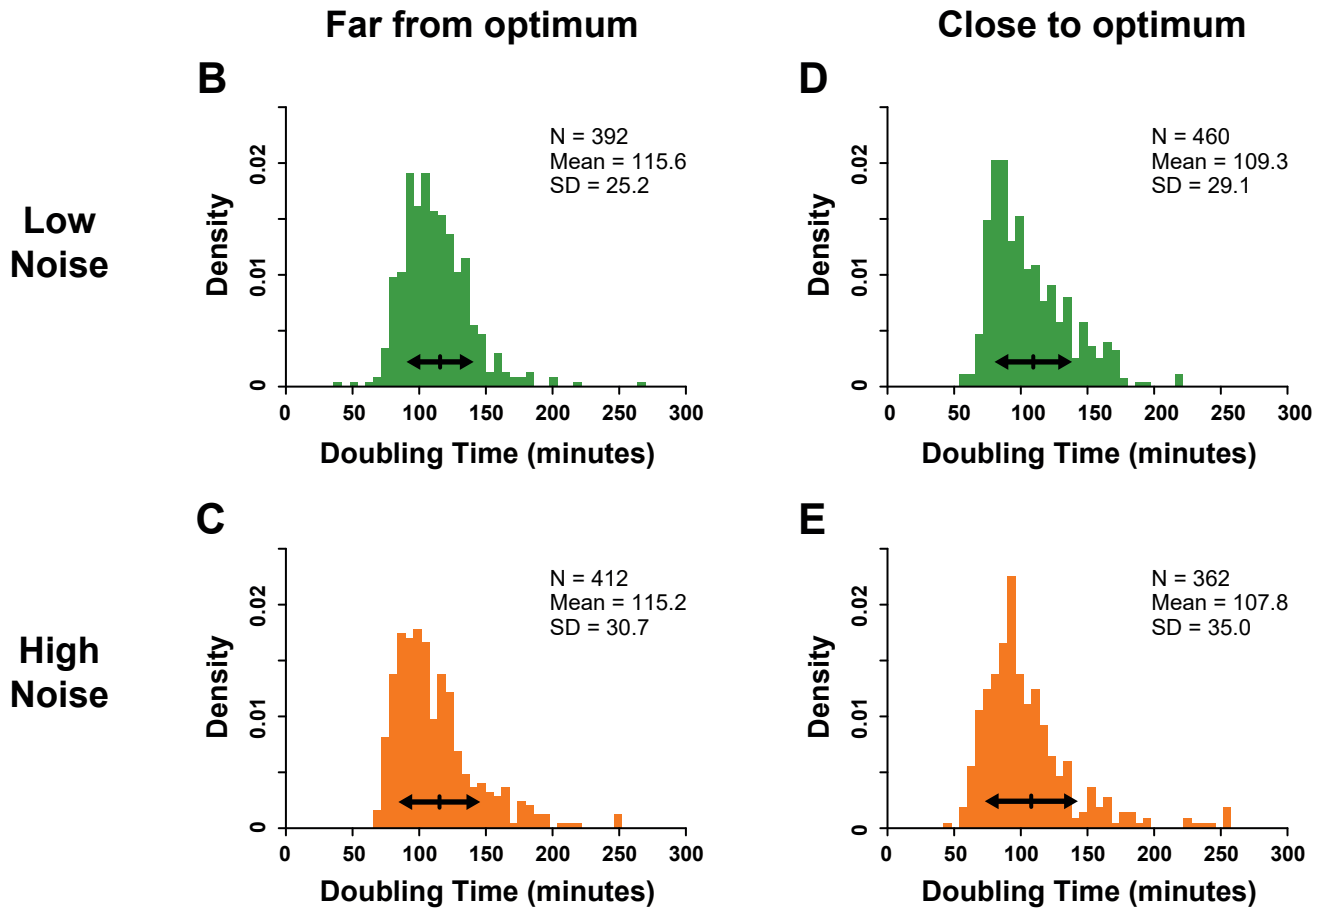 Far from optimum
Close to optimum
Low
Noise
B
N = 392
Mean = 115.6
SD = 25.2
Density
0
0.01
0.02
0 50 100 150 200 250 300
Doubling Time (minutes)
D
N = 460
Mean = 109.3
SD = 29.1
Density
0
0.01
0.02
0 50 100 150 200 250 300
Doubling Time (minutes)
High
Noise
C
N = 412
Mean = 115.2
SD = 30.7
Density
0
0.01
0.02
0 50 100 150 200 250 300
Doubling Time (minutes)
E
N = 362
Mean = 107.8
SD = 35.0
Density
0
0.01
0.02
0 50 100 150 200 250 300
Doubling Time (minutes)